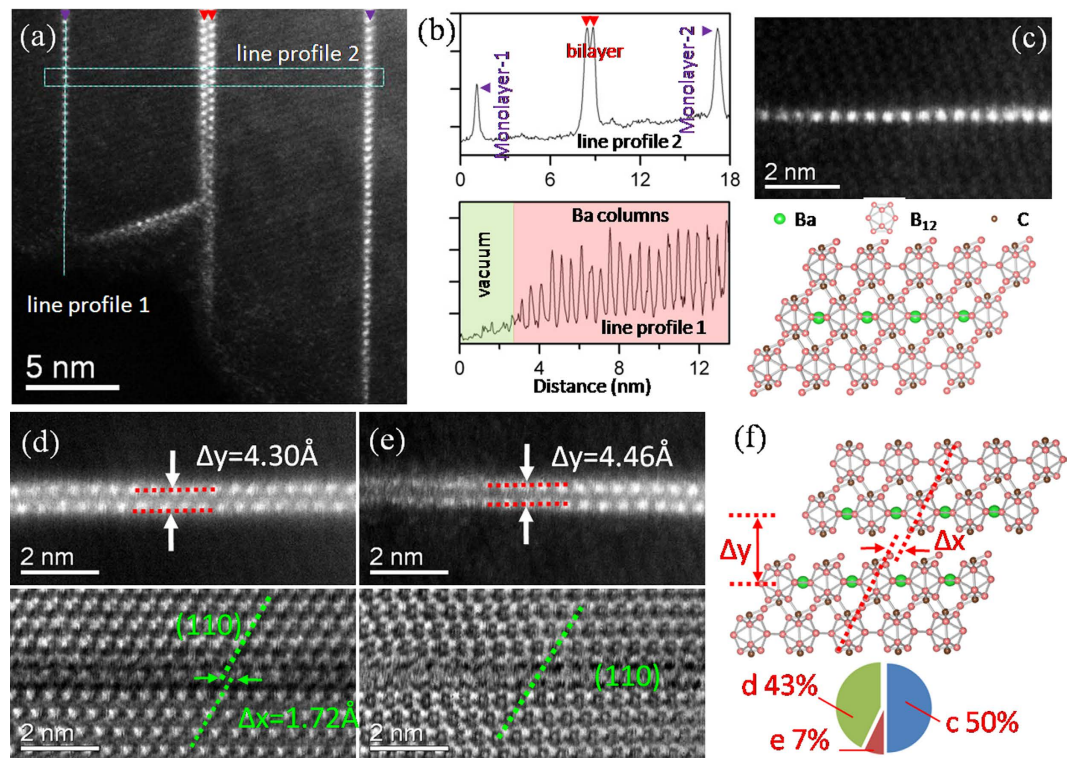 (a)
line profile 2
line profile 1
5 nm
(b)
Monolayer-1
bilayer
Monolayer-2
line profile 2
0 6 12 18
vacuum
Ba columns
line profile 1
0 4 8 12
Distance (nm)
(c)
2 nm
Ba B12 C
(d)
Δy=4.30Å
2 nm
(110)
Δx=1.72Å
2 nm
(e)
Δy=4.46Å
2 nm
(110)
2 nm
(f)
Δy
Δx
d 43%
c 50%
e 7%